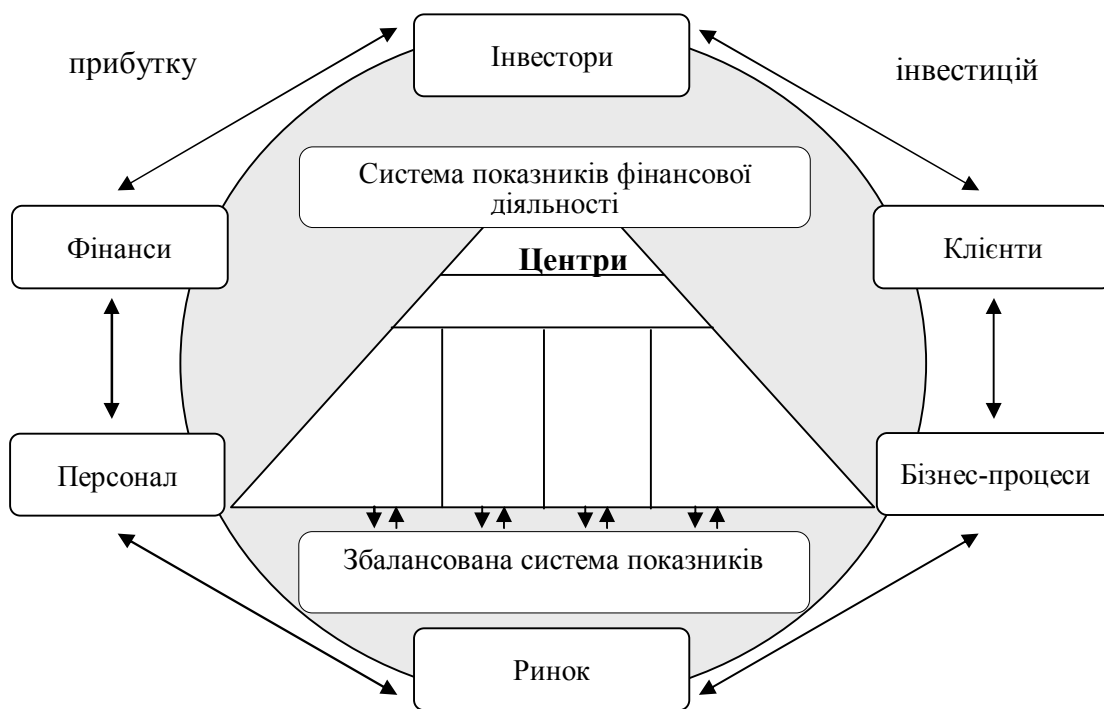 Інвестори
прибутку
інвестицій
Система показників фінансової
діяльності
Фінанси
Клієнти
Центри
Персонал
Бізнес-процеси
Збалансована система показників
Ринок